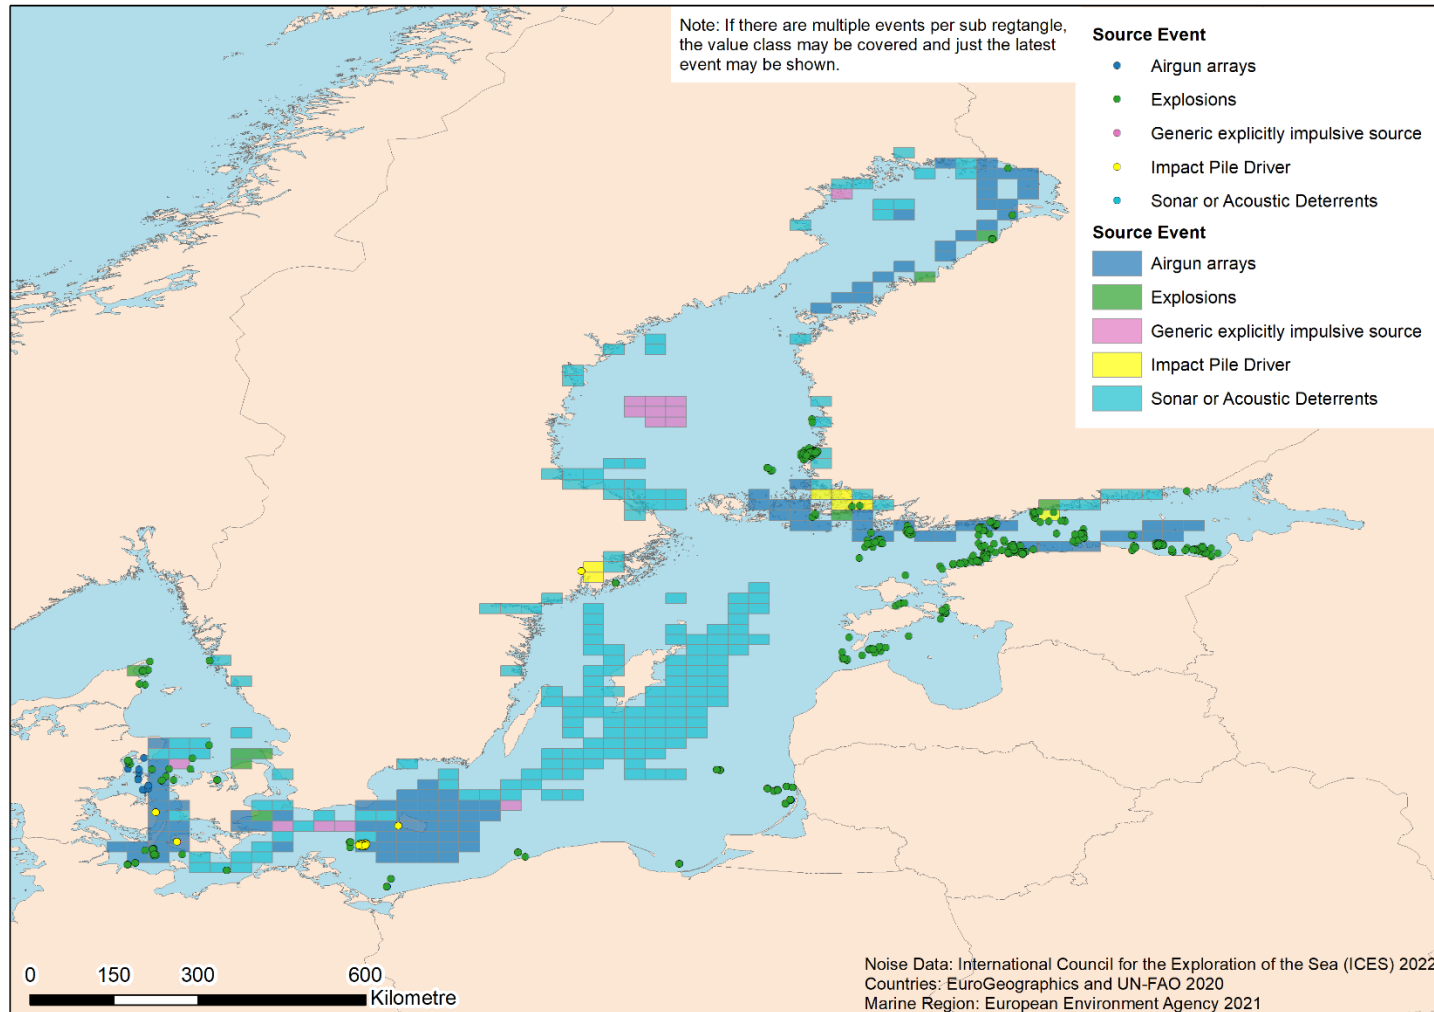 Note: If there are multiple events per sub regtangle,
the value class may be covered and just the latest
event may be shown.
Source Event
Airgun arrays
Explosions
Generic explicitly impulsive source
Impact Pile Driver
Sonar or Acoustic Deterrents
Source Event
Airgun arrays
Explosions
Generic explicitly impulsive source
Impact Pile Driver
Sonar or Acoustic Deterrents
0 150 300 600
Kilometre
Noise Data: International Council for the Exploration of the Sea (ICES) 2022
Countries: EuroGeographics and UN-FAO 2020
Marine Region: European Environment Agency 2021